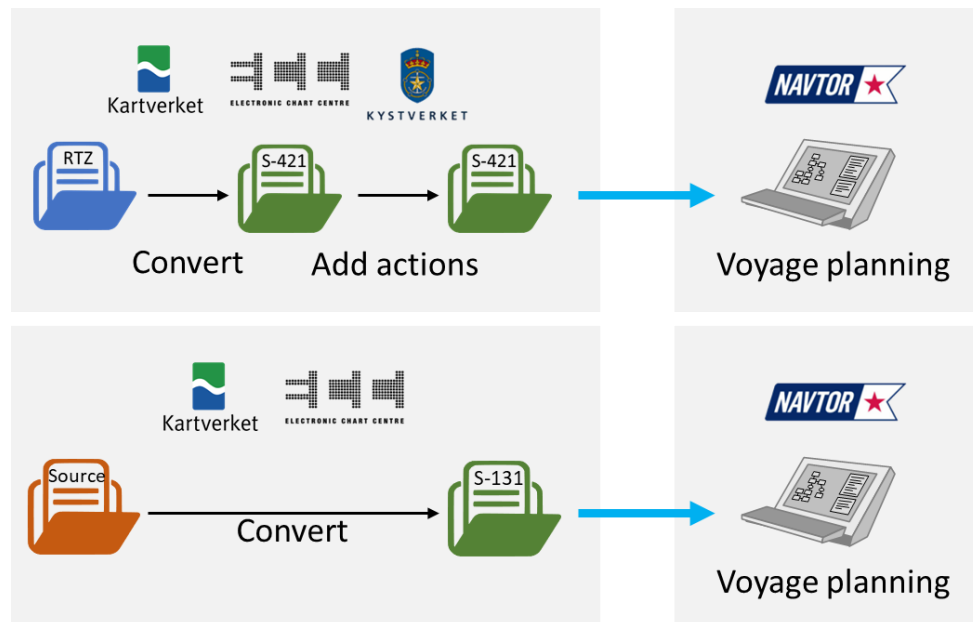 Kartverket
ELECTRONIC CHART CENTRE
KYSTVERKET
NAVTOR
RTZ
S-421
S-421
Convert
Add actions
Voyage planning
Kartverket
ELECTRONIC CHART CENTRE
NAVTOR
Source
S-131
Convert
Voyage planning